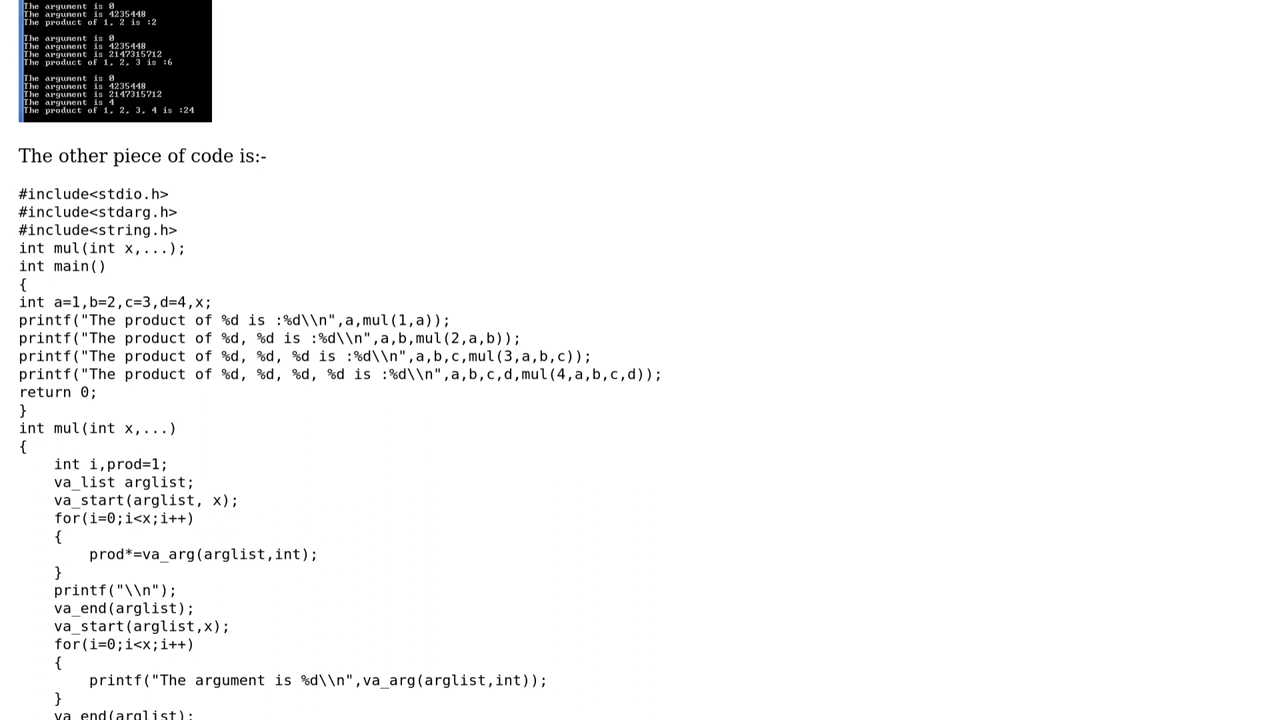 The argument is 0
The argument is 4235448
The product of 1, 2 is :2
The argument is 0
The argument is 4235448
The argument is 2147315712
The product of 1, 2, 3 is :6
The argument is 0
The argument is 4235448
The argument is 2147315712
The argument is 4
The product of 1, 2, 3, 4 is :24
The other piece of code is:-
#include<stdio.h>
#include<stdarg.h>
#include<string.h>
int mul(int x,...);
int main()
{
int a=1,b=2,c=3,d=4,x;
printf("The product of %d is :%d\\n",a,mul(1,a));
printf("The product of %d, %d is :%d\\n",a,b,mul(2,a,b));
printf("The product of %d, %d, %d is :%d\\n",a,b,c,mul(3,a,b,c));
printf("The product of %d, %d, %d, %d is :%d\\n",a,b,c,d,mul(4,a,b,c,d));
return 0;
}
int mul(int x,...)
{
    int i,prod=1;
    va_list arglist;
    va_start(arglist, x);
    for(i=0;i<x;i++)
    {
        prod*=va_arg(arglist,int);
    }
    printf("\\n");
    va_end(arglist);
    va_start(arglist,x);
    for(i=0;i<x;i++)
    {
        printf("The argument is %d\\n",va_arg(arglist,int));
    }
    va_end(arglist);